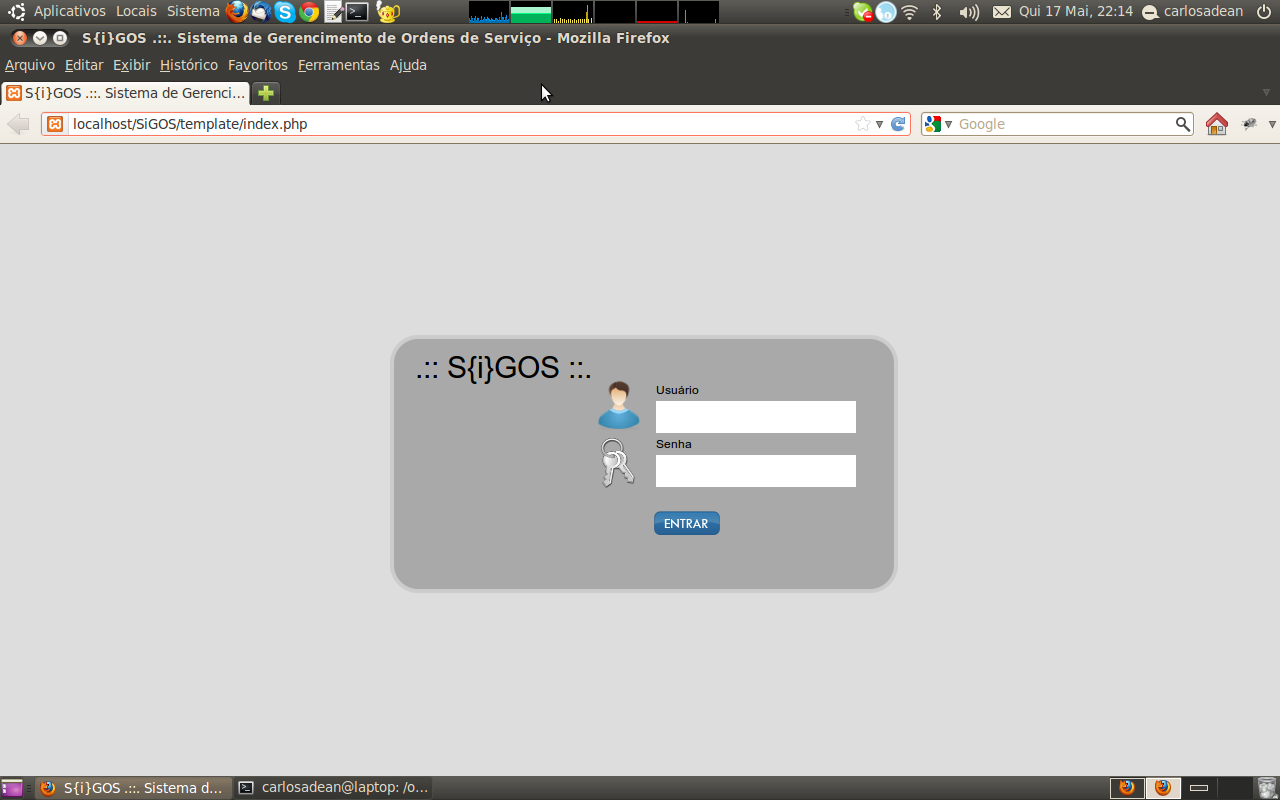 Aplicativos Locais Sistema Qui 17 Mai, 22:14 carlosadean
S{i}GOS .::. Sistema de Gerencimento de Ordens de Serviço - Mozilla Firefox
Arquivo Editar Exibir Histórico Favoritos Ferramentas Ajuda
S{i}GOS .::. Sistema de Gerenci...
localhost/SiGOS/template/index.php Google
.:: S{i}GOS ::.
Usuário
Senha
ENTRAR
S{i}GOS .::. Sistema d... carlosadean@laptop: /o...